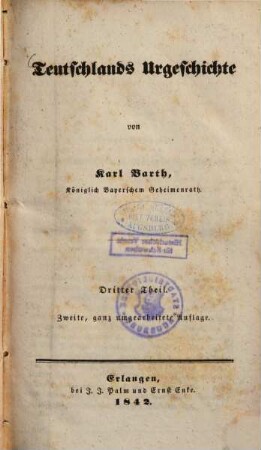 Teutschlands Urgeschichte
von
Karl Barth,
Königlich Bayerschem Geheimenrath.
Dritter Theil.
Zweite, ganz umgearbeitete Auflage.
Erlangen,
bei J. J. Palm und Ernst Enke.
1842.